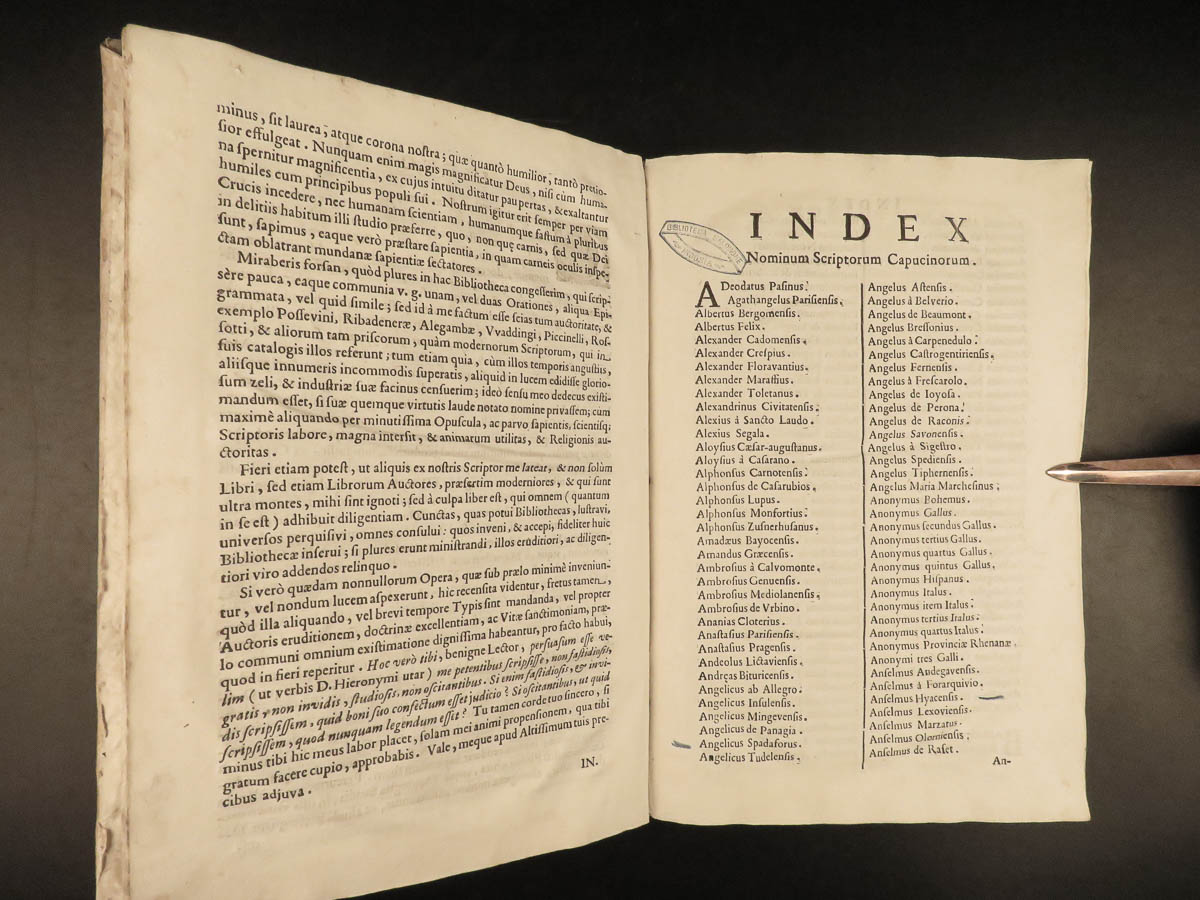 minus, sit laurea, atque corona nostra; quæ quantò humilior, tantò pretio-
sior effulgeat. Nunquam enim magis magnificatur Deus, nisi cùm huma-
na spernitur magnificentia, ex cujus intuitu ditatur paupertas, & exaltantur
humiles cum principibus populi sui. Nostrum igitur erit semper per viam
Crucis incedere, nec humanam scientiam, humanumque fastum à pluribus
in delitiis habitum illi studio præferre, quo, non quę carnis, sed quæ Dei
sunt, sapimus, eaque verò præstare sapientia, in quam carneis oculis inspe-
ctam oblatrant mundanæ sapientiæ sectatores.
Miraberis forsan, quòd plures in hac Bibliotheca congesserim, qui scrip-
sère pauca, eaque communia v. g. unam, vel duas Orationes, aliqua Epi-
grammata, vel quid simile; sed id à me factum esse scias tum auctoritate, &
exemplo Possevini, Ribadeneræ, Alegambæ, Vvaddingi, Piccinelli, Ros-
sotti, & aliorum tam priscorum, quàm modernorum Scriptorum, qui in
suis catalogis illos referunt; tum etiam quia, cùm illos temporis angustiis,
aliisque innumeris incommodis superatis, aliquid in lucem edidisse glorio-
sum zeli, & industriæ suæ facinus censuerim; ideò sensu meo dedecus existi-
mandum esset, si suæ quemque virtutis laude notato nomine privassem; cùm
maximè aliquando per minutissima Opuscula, ac parvo sapientis, scientisq;
Scriptoris labore, magna intersit, & animatum utilitas, & Religionis au-
ctoritas.
Fieri etiam potest, ut aliquis ex nostris Scriptor me lateat, & non solùm
Libri, sed etiam Librorum Auctores, præsertim moderniores, & qui sunt
ultra montes, mihi sint ignoti; sed à culpa liber est, qui omnem (quantum
in se est) adhibuit diligentiam. Cunctas, quas potui Bibliothecas, lustravi,
universos perquisivi, omnes consului: quos inveni, & accepi, fideliter huic
Bibliothecæ inserui; si plures erunt ministrandi, illos eruditiori, ac diligen-
tiori viro addendos relinquo.
Si verò quædam nonnullorum Opera, quæ sub prælo minimè inveniun-
tur, vel nondum lucem aspexerunt, hic recensita videntur, fretus tamen,
quòd illa aliquando, vel brevi tempore Typis sint mandanda, vel propter
Auctoris eruditionem, doctrinæ excellentiam, ac Vitæ sanctimoniam, præ-
lo communi omnium existimatione dignissima habeantur, pro facto habui,
quod in fieri reperitur. Hoc verò tibi, benigne Lector, persuasum esse ve-
lim (ut verbis D. Hieronymi utar) me petentibus scripsisse, non fastidiosis,
gratis, non invidis, studiosis, non oscitantibus. Si enim fastidiosis, & invi-
dis scripsissem, quid boni suo confectum esset judicio? Si oscitantibus, ut quid
scripsissem, quod nunquam legendum esset? Tu tamen corde tuo sincero, si
minus tibi hic meus labor placet, solam mei animi propensionem, qua tibi
gratum facere cupio, approbabis. Vale, meque apud Altissimum tuis pre-
cibus adjuva.
IN.
INDEX
Nominum Scriptorum Capucinorum.
ADeodatus Pasinus.
Agathangelus Parisiensis.
Albertus Bergomensis.
Albertus Felix.
Alexander Cadomensis.
Alexander Crespius.
Alexander Floravantius.
Alexander Marassius.
Alexander Toletanus.
Alexandrinus Civitatensis.
Alexius à Sancto Laudo.
Alexius Segala.
Aloysius Cæsar-augustanus.
Aloysius à Casarano.
Alphonsus Carnotensis.
Alphonsus de Casarubios.
Alphonsus Lupus.
Alphonsus Monfortius.
Alphonsus Zusnerhusanus.
Amadæus Bayocensis.
Amandus Græcensis.
Ambrosius à Calvomonte.
Ambrosius Genuensis.
Ambrosius Mediolanensis.
Ambrosius de Vrbino.
Ananias Cloterius.
Anastasius Parisiensis.
Anastasius Pragensis.
Andeolus Lictaviensis.
Andreas Bituricensis.
Angelicus ab Allegro.
Angelicus Insulensis.
Angelicus Mingevensis.
Angelicus de Panagia.
Angelicus Spadaforus.
Angelicus Tudelensis.
Angelus Astensis.
Angelus à Belverio.
Angelus de Beaumont.
Angelus Bressonius.
Angelus à Carpenedulo.
Angelus Castrogentiriensis.
Angelus Fernensis.
Angelus à Frescarolo.
Angelus de Ioyosa.
Angelus de Perona.
Angelus de Raconis.
Angelus Savonensis.
Angelus à Sigestro.
Angelus Spediensis.
Angelus Tiphernensis.
Angelus Maria Marchesinus.
Anonymus Bohemus.
Anonymus Gallus.
Anonymus secundus Gallus.
Anonymus tertius Gallus.
Anonymus quartus Gallus.
Anonymus quintus Gallus.
Anonymus Hispanus.
Anonymus Italus.
Anonymus item Italus.
Anonymus tertius Italus.
Anonymus quartus Italus.
Anonymus Provinciæ Rhenanæ.
Anonymi tres Galli.
Anselmus Andegavensis.
Anselmus à Forarquivio.
Anselmus Hyacensis.
Anselmus Lexoviensis.
Anselmus Marzatus.
Anselmus Olomiensis.
Anselmus de Raset.
An-